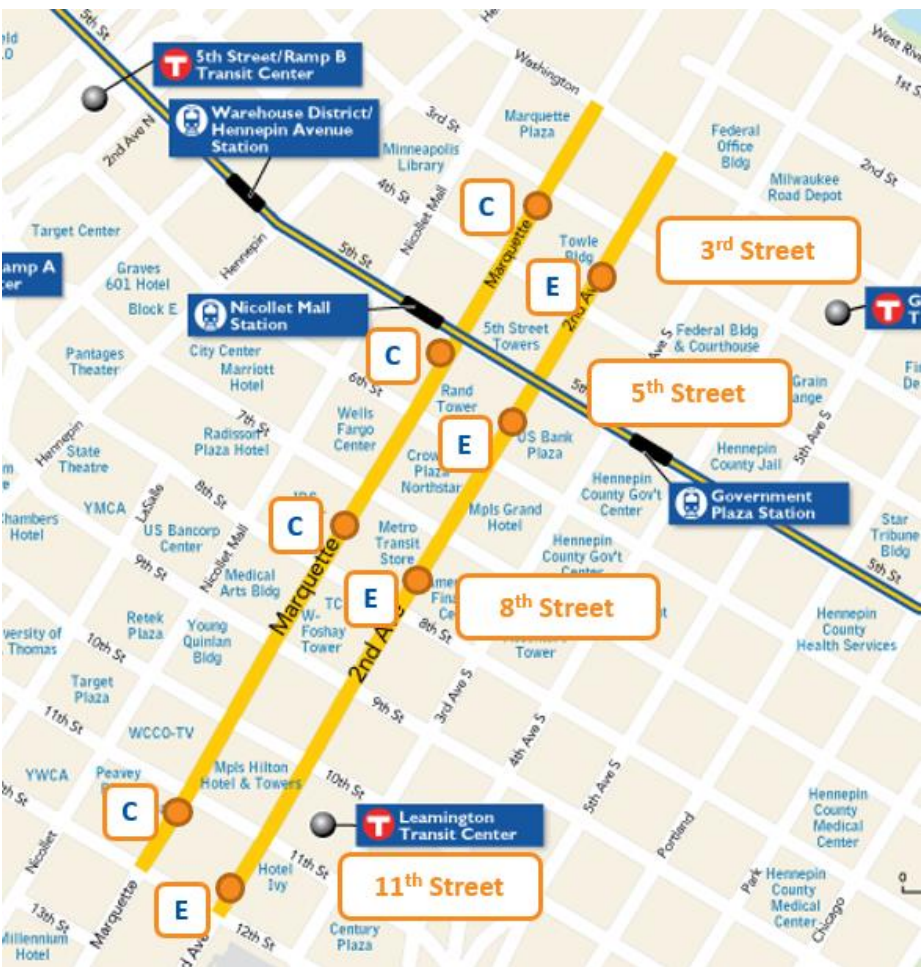 5th St
5th Street/Ramp B
Transit Center
Washington
West
1st
Marquette
Plaza
Warehouse District/
Hennepin Avenue
Station
3rd St
2nd Ave N
Minneapolis
Library
Federal
Office
Bldg
2nd St
Milwaukee
Road Depot
4th St
Nicollet Mall
C
Marquette
Target Center
Hennepin
5th St
Towle
Bldg
3rd Street
E
2nd
Graves
601 Hotel
Block E
Nicollet Mall
Station
5th Street
Towers
Federal Bldg
& Courthouse
C
City Center
Marriott
Hotel
Pantages
Theater
6th St
Rand
Tower
5th Street
7th St
Wells
Fargo
Center
E
US Bank
Plaza
5th Ave S
Hennepin
State
Theatre
Radisson
Plaza Hotel
Plaza
Northstar
Hennepin
County Jail
Hennepin
County Gov't
Center
8th St
LaSalle
YMCA
C
Mpls Grand
Hotel
Government
Plaza Station
Hotel
US Bancorp
Center
Nicollet Mall
Metro
Transit
Store
Hennepin
County Gov't
Center
Star
Tribune
Bldg
5th St
9th St
Medical
Arts Bldg
Marquette
E
8th Street
W-
Foshay
Tower
8th St
Tower
Hennepin
County
Health Services
Retek
Plaza
Young
Quinlan
Bldg
Thomas
10th St
2nd Ave
3rd Ave S
Target
Plaza
9th St
11th St
WCCO-TV
4th Ave S
YWCA
Peavey
Mpls Hilton
Hotel & Towers
10th St
5th Ave S
C
Leamington
Transit Center
Portland
Hennepin
County
Medical
Center
Nicollet
11th St
Hotel
Ivy
11th Street
Park
Hennepin
County
Medical
Center
Chicago
0
E
13th St
Marquette
12th St
Century
Plaza
Millennium
Hotel